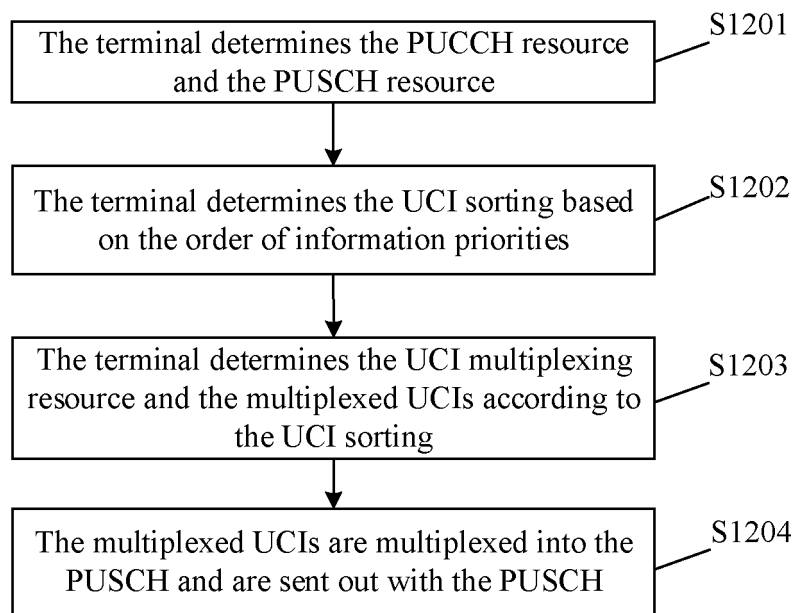 The terminal determines the PUCCH resource
and the PUSCH resource
S1201
The terminal determines the UCI sorting based
on the order of information priorities
S1202
The terminal determines the UCI multiplexing
resource and the multiplexed UCIs according to
the UCI sorting
S1203
The multiplexed UCIs are multiplexed into the
PUSCH and are sent out with the PUSCH
S1204